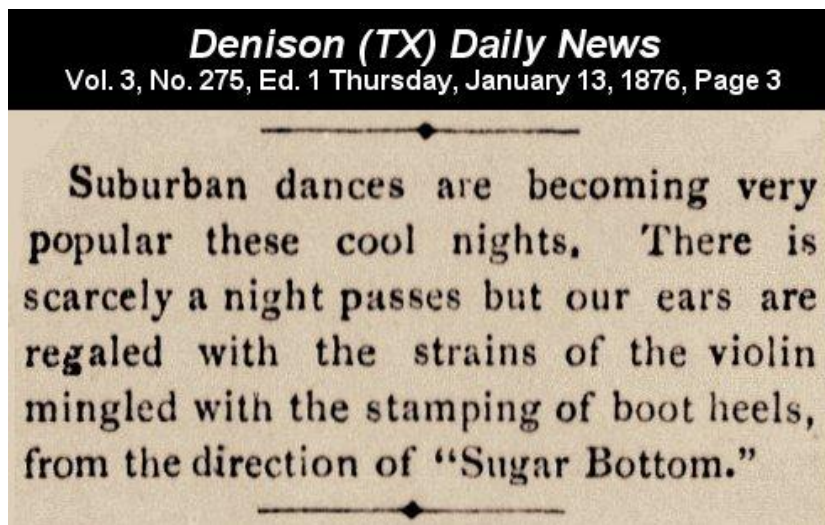 Denison (TX) Daily News
Vol. 3, No. 275, Ed. 1 Thursday, January 13, 1876, Page 3
Suburban dances are becoming very
popular these cool nights. There is
scarcely a night passes but our ears are
regaled with the strains of the violin
mingled with the stamping of boot heels,
from the direction of “Sugar Bottom.”